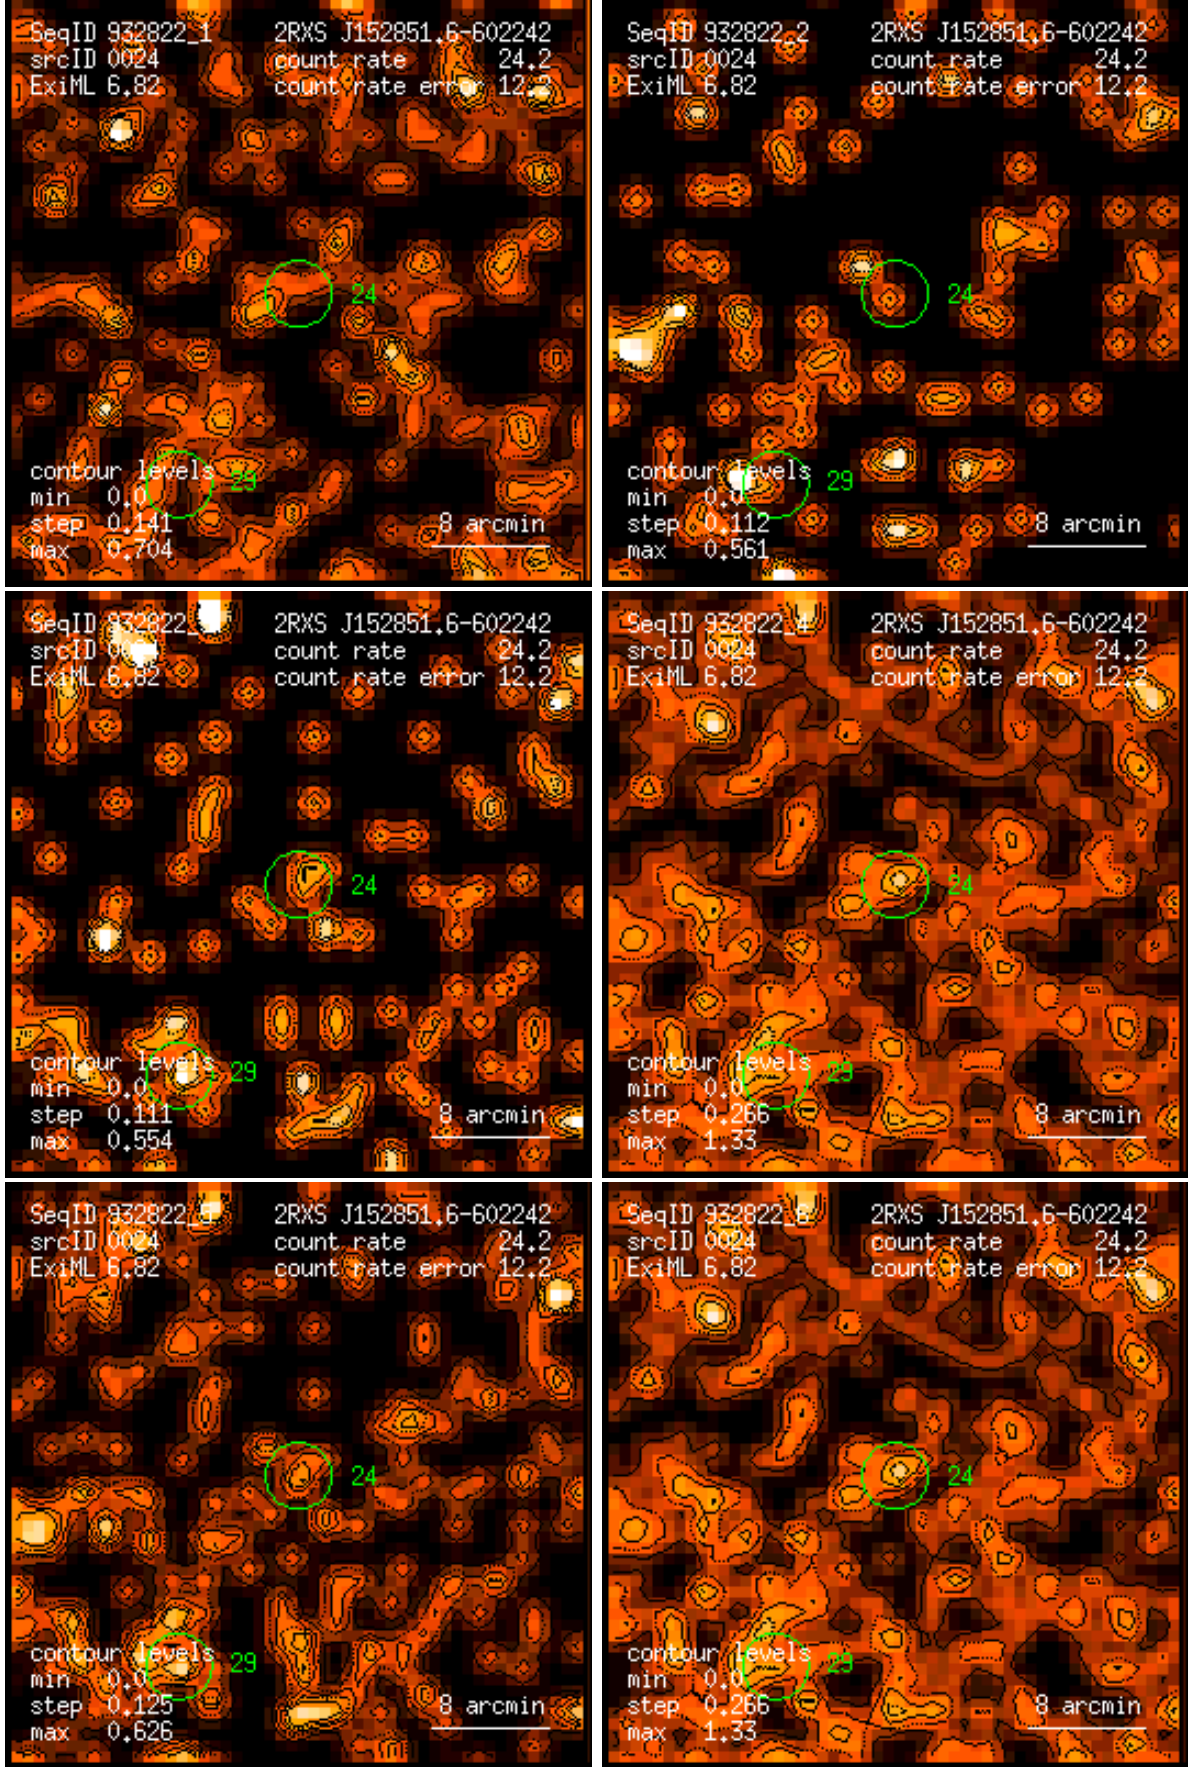 SeqID 932822_1 2RXS J152851.6-602242
srcID 0024 count rate 24.2
ExiML 6.82 count rate error 12.2
24
contour levels 29
min 0.0
step 0.141 8 arcmin
max 0.704
SeqID 932822_2 2RXS J152851.6-602242
srcID 0024 count rate 24.2
ExiML 6.82 count rate error 12.2
24
contour levels 29
min 0.0
step 0.112 8 arcmin
max 0.561
SeqID 932822_ 2RXS J152851.6-602242
srcID 0024 count rate 24.2
ExiML 6.82 count rate error 12.2
24
contour levels 29
min 0.0
step 0.111 8 arcmin
max 0.554
SeqID 932822_4 2RXS J152851.6-602242
srcID 0024 count rate 24.2
ExiML 6.82 count rate error 12.2
24
contour levels 29
min 0.0
step 0.266 8 arcmin
max 1.33
SeqID 932822_5 2RXS J152851.6-602242
srcID 0024 count rate 24.2
ExiML 6.82 count rate error 12.2
24
contour levels 29
min 0.0
step 0.125 8 arcmin
max 0.626
SeqID 932822_6 2RXS J152851.6-602242
srcID 0024 count rate 24.2
ExiML 6.82 count rate error 12.2
24
contour levels 29
min 0.0
step 0.266 8 arcmin
max 1.33